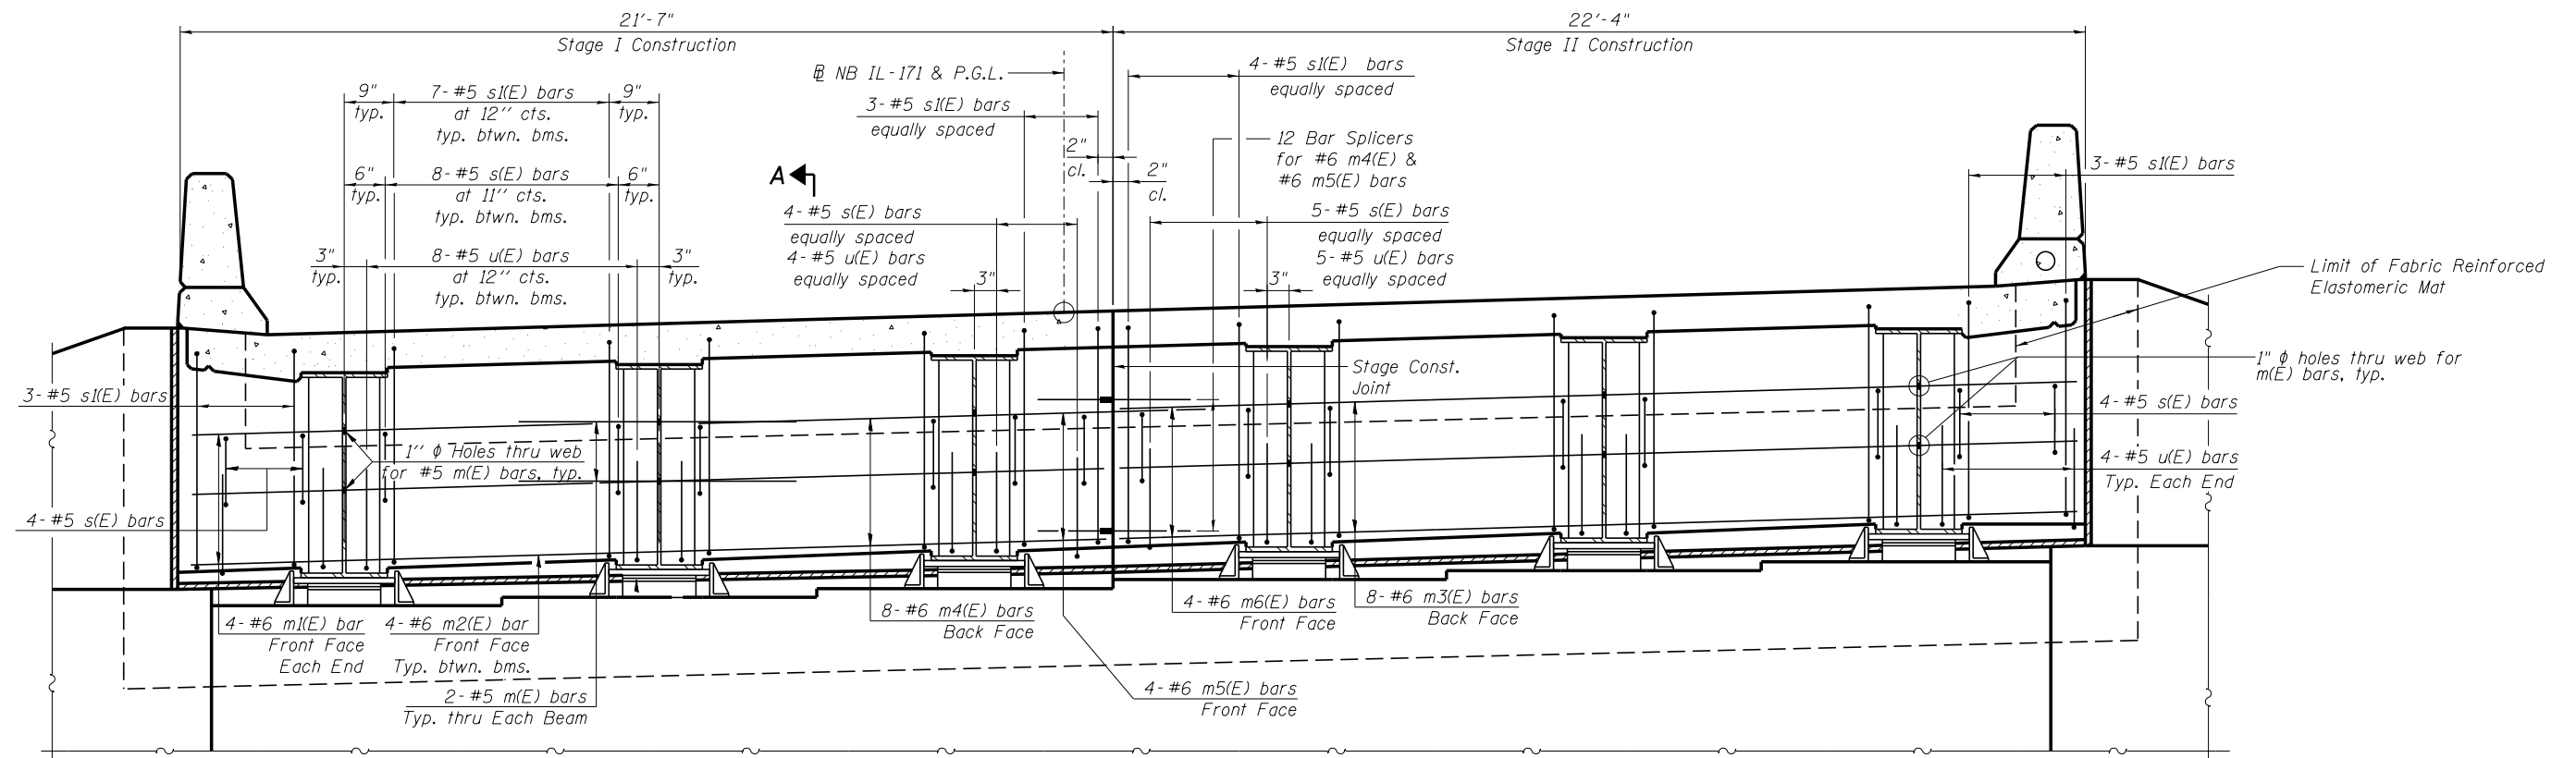 21'-7"
Stage I Construction
22'-4"
Stage II Construction
℄ NB IL-171 & P.G.L.
4-#5 s1(E) bars
equally spaced
9"
typ.
7-#5 s1(E) bars
at 12'' cts.
typ. btwn. bms.
9"
typ.
3-#5 s1(E) bars
equally spaced
2"
cl.
2"
cl.
12 Bar Splicers
for #6 m4(E) &
#6 m5(E) bars
3-#5 s1(E) bars
A
6"
typ.
8-#5 s(E) bars
at 11'' cts.
typ. btwn. bms.
6"
typ.
4-#5 s(E) bars
equally spaced
4-#5 u(E) bars
equally spaced
5-#5 s(E) bars
equally spaced
5-#5 u(E) bars
equally spaced
3"
typ.
8-#5 u(E) bars
at 12'' cts.
typ. btwn. bms.
3"
typ.
3"
3"
Limit of Fabric Reinforced
Elastomeric Mat
Stage Const.
Joint
1" ϕ holes thru web for
m(E) bars, typ.
3-#5 s1(E) bars
4-#5 s(E) bars
1'' ϕ Holes thru web
for #5 m(E) bars, typ.
4-#5 u(E) bars
Typ. Each End
4-#5 s(E) bars
4-#6 m1(E) bar
Front Face
Each End
4-#6 m2(E) bar
Front Face
Typ. btwn. bms.
8-#6 m4(E) bars
Back Face
4-#6 m6(E) bars
Front Face
8-#6 m3(E) bars
Back Face
2-#5 m(E) bars
Typ. thru Each Beam
4-#6 m5(E) bars
Front Face